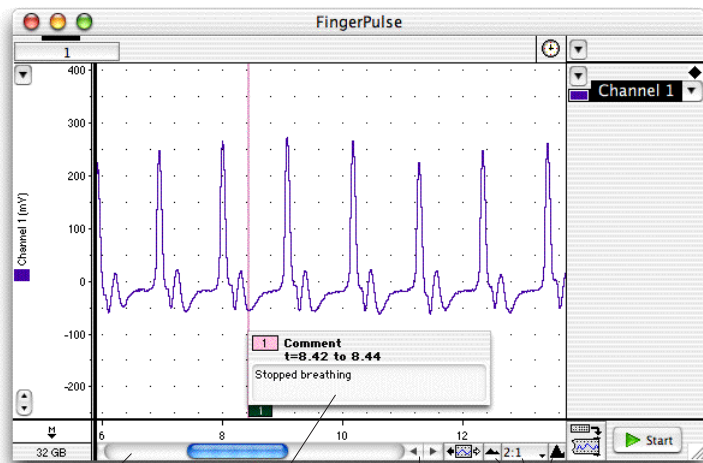 FingerPulse
1
400
300
200
100
0
-100
-200
Channel 1 (mV)
Channel 1
1 Comment
t=8.42 to 8.44
Stopped breathing
1
M
6 8 10 12
32 GB
2:1
Start